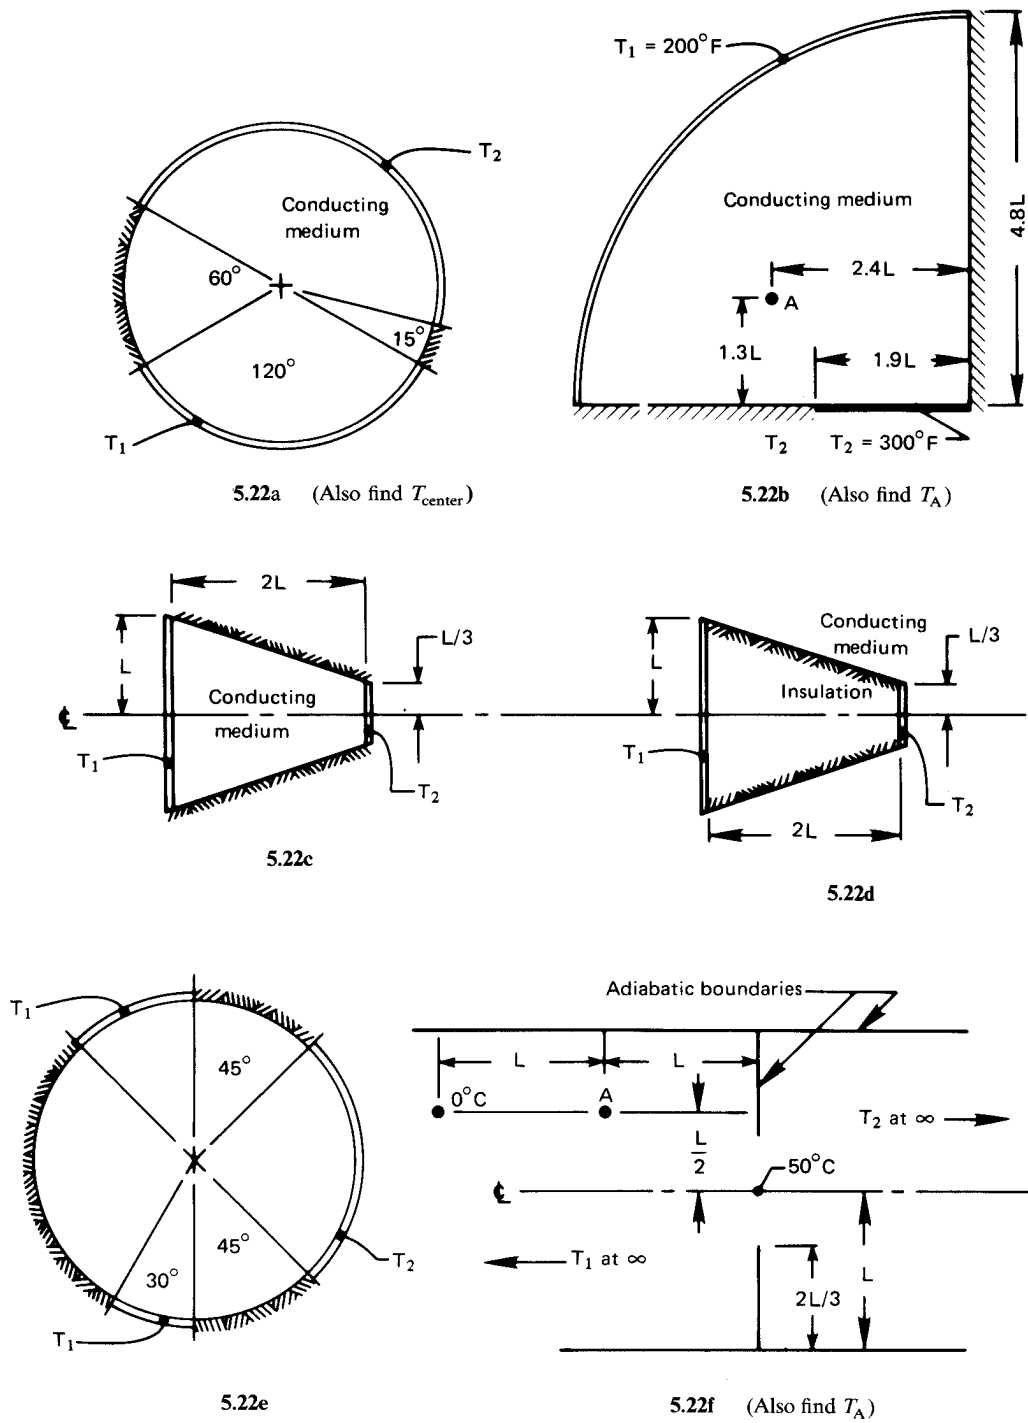 T₁ = 200°F
T₂
Conducting
medium
60°
15°
120°
T₁
Conducting medium
4.8L
2.4L
A
1.3L
1.9L
T₂
T₂ = 300°F
5.22a (Also find T_center)
5.22b (Also find T_A)
2L
L
L/3
Conducting
medium
℄
T₁
T₂
5.22c
Conducting
medium
L/3
L
Insulation
T₁
T₂
2L
5.22d
T₁
45°
45°
30°
T₂
T₁
5.22e
Adiabatic boundaries
L
L
0°C
A
L/2
T₂ at ∞
50°C
℄
T₁ at ∞
2L/3
L
5.22f (Also find T_A)